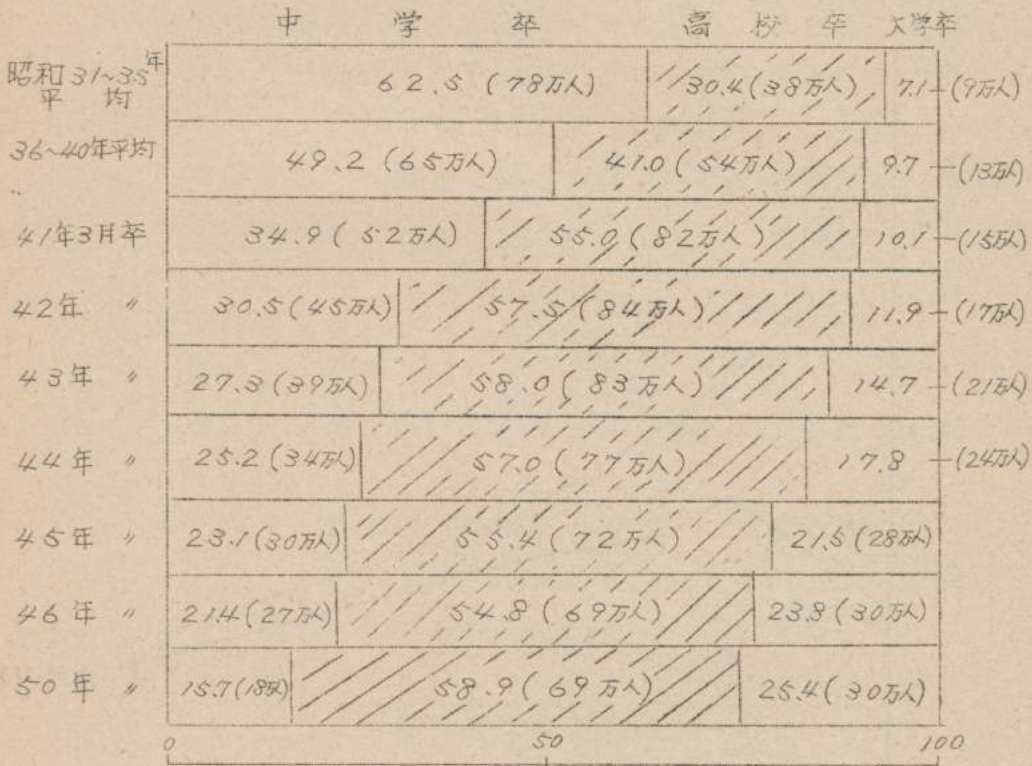 中学卒 高校卒 大学卒
昭和31~35年平均 62.5(78万人) 30.4(38万人) 7.1 (9万人)
36~40年平均 49.2(65万人) 41.0(54万人) 9.7 (13万人)
41年3月卒 34.9(52万人) 55.0(82万人) 10.1 (15万人)
42年 〃 30.5(45万人) 57.5(84万人) 11.9 (17万人)
43年 〃 27.3(39万人) 58.0(83万人) 14.7 (21万人)
44年 〃 25.2(34万人) 57.0(77万人) 17.8 (24万人)
45年 〃 23.1(30万人) 55.4(72万人) 21.5(28万人)
46年 〃 21.4(27万人) 54.8(69万人) 23.8(30万人)
50年 〃 15.7(18万人) 58.9(69万人) 25.4(30万人)
0 50 100